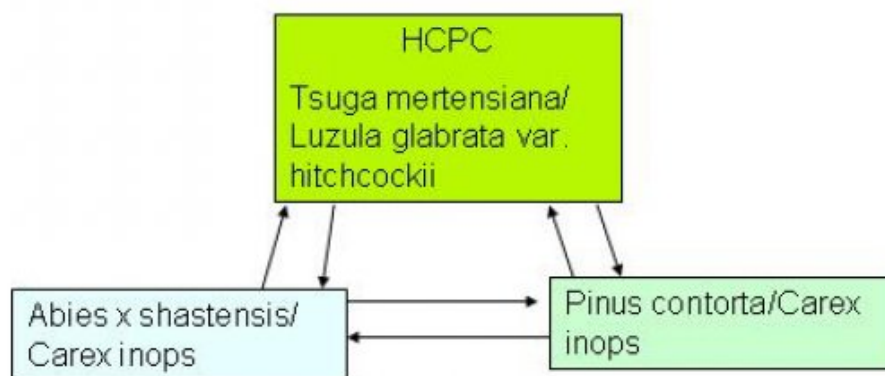 HCPC
Tsuga mertensiana/
Luzula glabrata var.
hitchcockii
Abies x shastensis/
Carex inops
Pinus contorta/Carex
inops